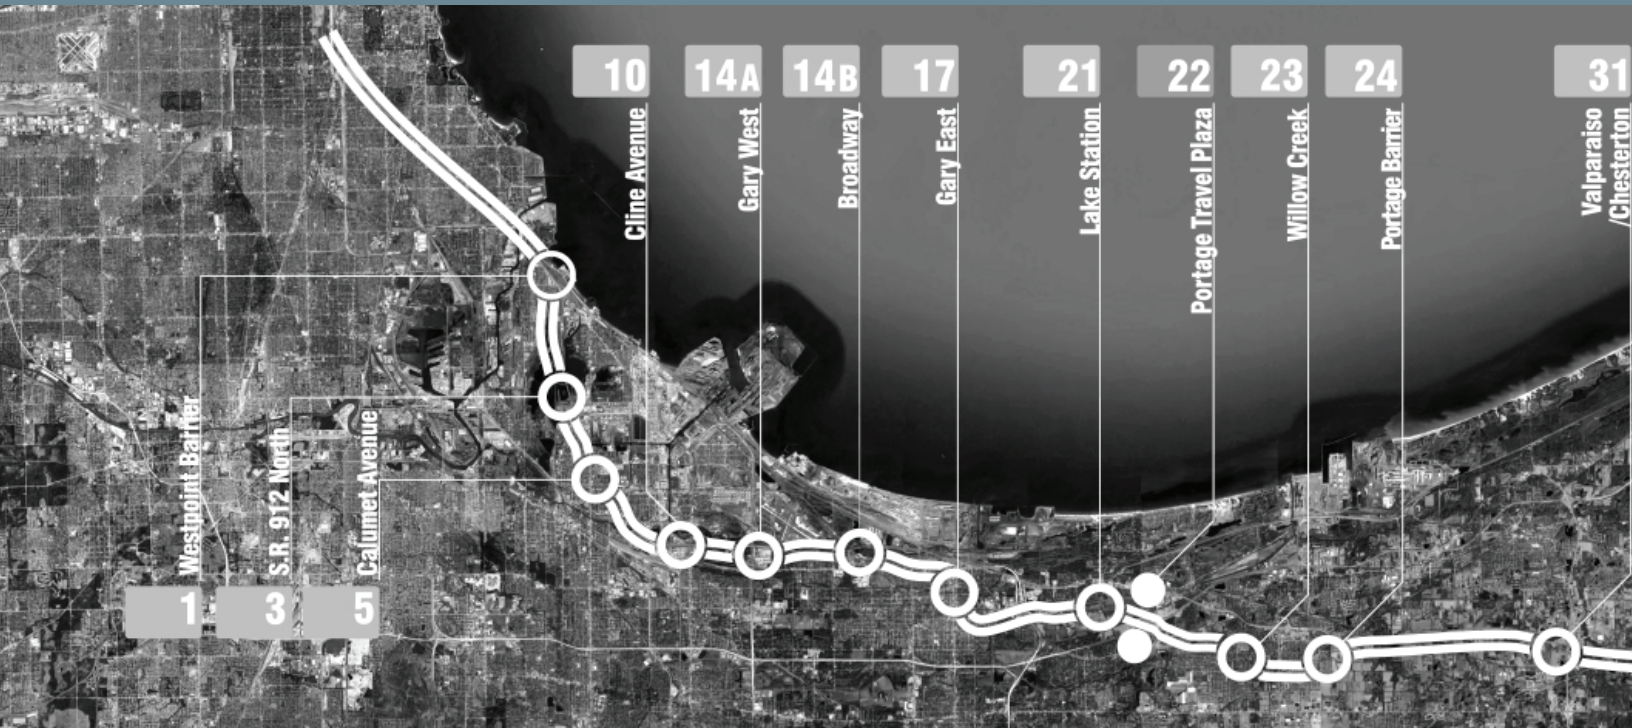 10
Cline Avenue
14A
Gary West
14B
Broadway
17
Gary East
21
Lake Station
22
Portage Travel Plaza
23
Willow Creek
24
Portage Barrier
31
Valparaiso
/Chesterton
Westpoint Barrier
1
S.R. 912 North
3
Calumet Avenue
5